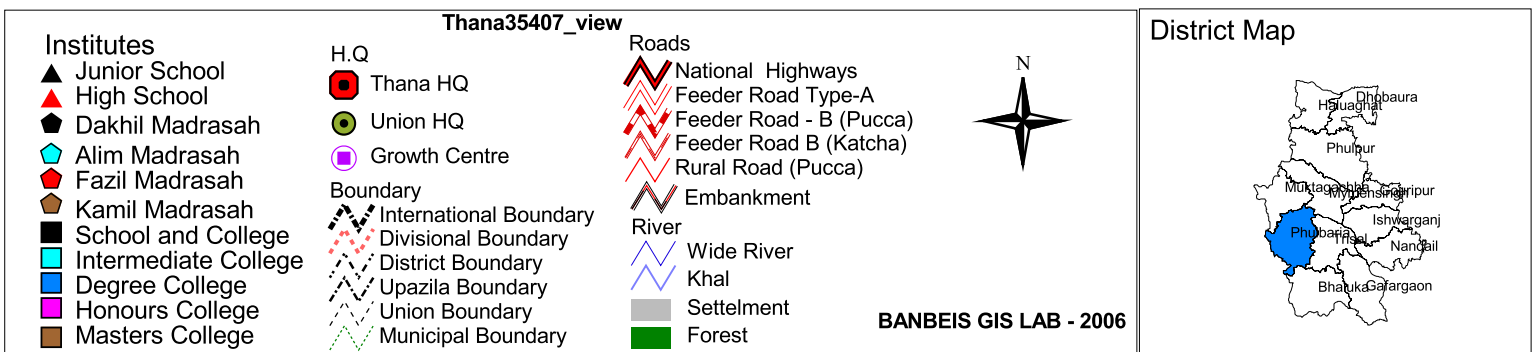 Thana35407_view
Institutes
Junior School
High School
Dakhil Madrasah
Alim Madrasah
Fazil Madrasah
Kamil Madrasah
School and College
Intermediate College
Degree College
Honours College
Masters College
H.Q
Thana HQ
Union HQ
Growth Centre
Boundary
International Boundary
Divisional Boundary
District Boundary
Upazila Boundary
Union Boundary
Municipal Boundary
Roads
National Highways
Feeder Road Type-A
Feeder Road - B (Pucca)
Feeder Road B (Katcha)
Rural Road (Pucca)
Embankment
River
Wide River
Khal
Settelment
Forest
N
BANBEIS GIS LAB - 2006
District Map
Dhobaura
Haluaghat
Phulpur
Muktagachha
Mymensingh
Gouripur
Ishwarganj
Phulbaria
Trisal
Nandail
Bhaluka
Gafargaon